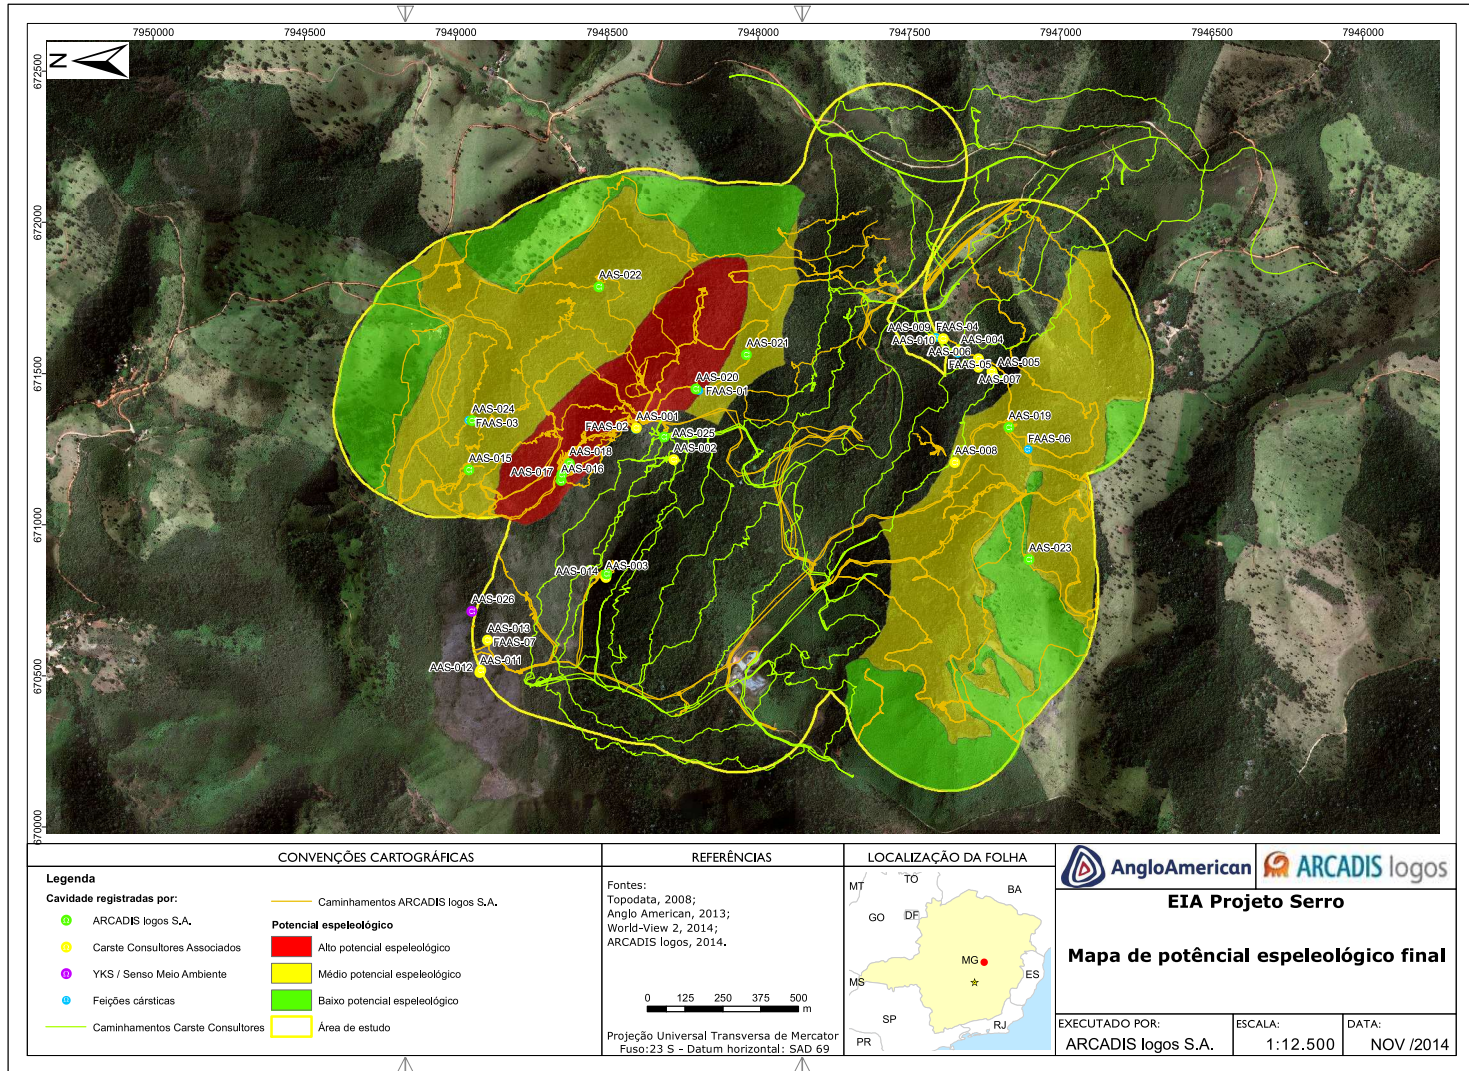 7950000 7949500 7949000 7948500 7948000 7947500 7947000 7946500 7946000
N
672500
672000
671500
671000
670500
670000
AAS-022
AAS-021
AAS-020
FAAS-01
AAS-024
FAAS-03
AAS-001
FAAS-02
AAS-025
AAS-002
AAS-015
AAS-018
AAS-017
AAS-016
AAS-014
AAS-003
AAS-026
AAS-013
FAAS-07
AAS-012
AAS-011
AAS-009
FAAS-04
AAS-010
AAS-004
AAS-006
FAAS-05
AAS-005
AAS-007
AAS-019
FAAS-06
AAS-008
AAS-023
CONVENÇÕES CARTOGRÁFICAS
Legenda
Cavidade registradas por:
ARCADIS logos S.A.
Carste Consultores Associados
YKS / Senso Meio Ambiente
Feições cársticas
Caminhamentos Carste Consultores
Caminhamentos ARCADIS logos S.A.
Potencial espeleológico
Alto potencial espeleológico
Médio potencial espeleológico
Baixo potencial espeleológico
Área de estudo
REFERÊNCIAS
Fontes:
Topodata, 2008;
Anglo American, 2013;
World-View 2, 2014;
ARCADIS logos, 2014.
0 125 250 375 500
m
Projeção Universal Transversa de Mercator
Fuso:23 S - Datum horizontal: SAD 69
LOCALIZAÇÃO DA FOLHA
MT
TO
BA
GO
DF
MG
ES
MS
SP
RJ
PR
AngloAmerican
ARCADIS logos
EIA Projeto Serro
Mapa de potêncial espeleológico final
EXECUTADO POR:
ARCADIS logos S.A.
ESCALA:
1:12.500
DATA:
NOV /2014